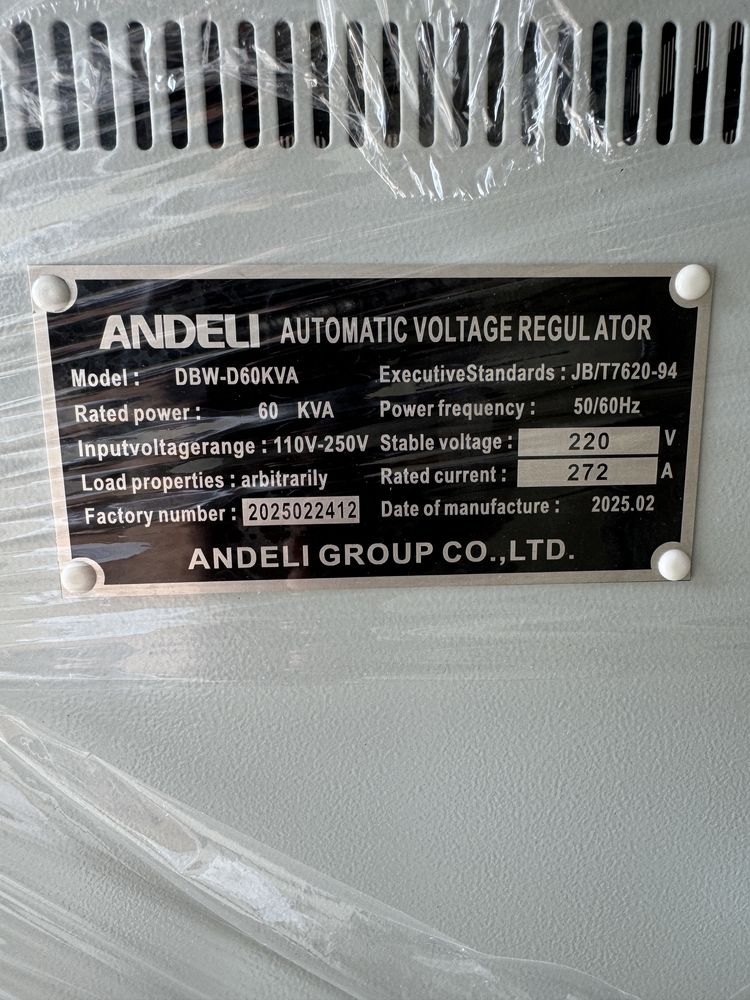 ANDELI AUTOMATIC VOLTAGE REGULATOR
Model : DBW-D60KVA ExecutiveStandards : JB/T7620-94
Rated power : 60 KVA Power frequency : 50/60Hz
Inputvoltagerange : 110V-250V Stable voltage : 220 V
Load properties : arbitrarily Rated current : 272 A
Factory number : 2025022412 Date of manufacture : 2025.02
ANDELI GROUP CO.,LTD.